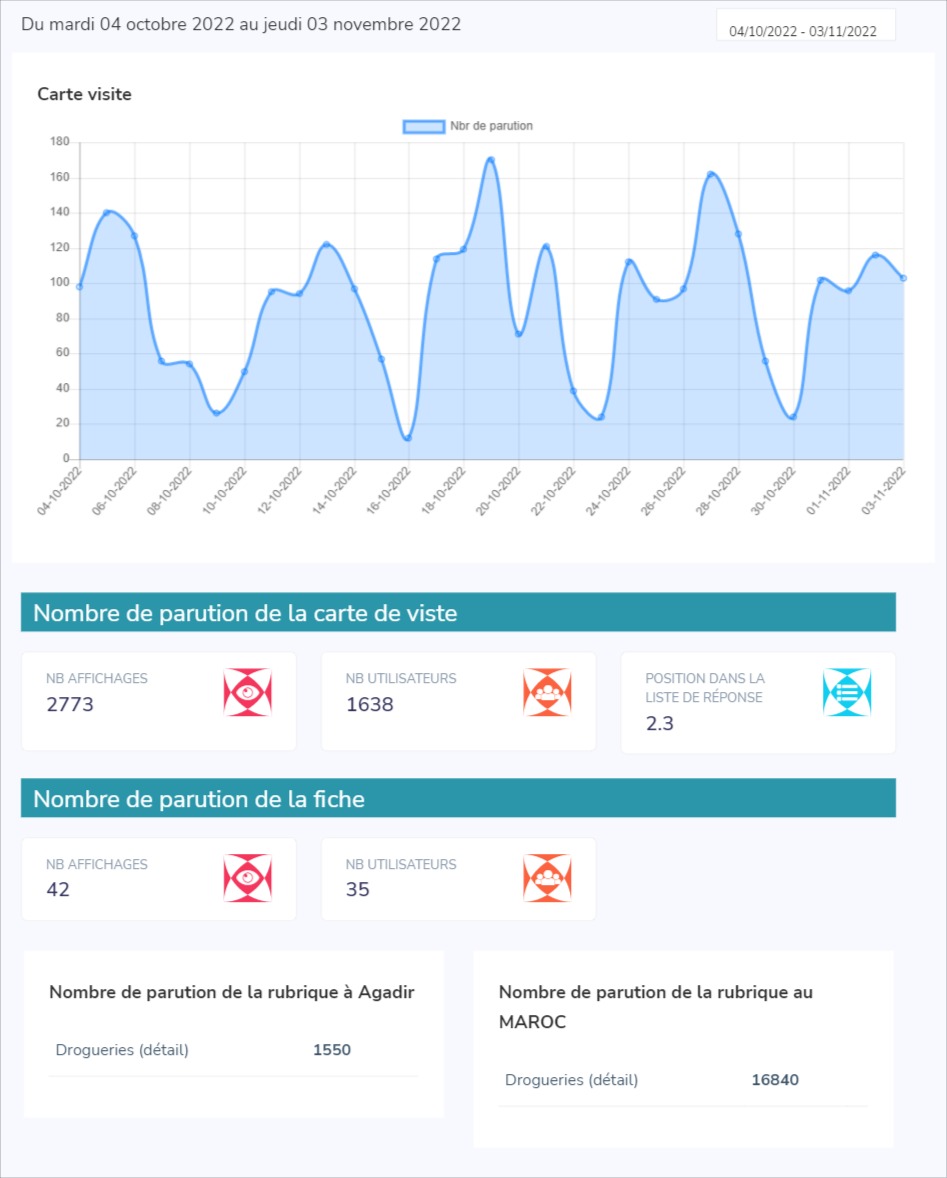 Du mardi 04 octobre 2022 au jeudi 03 novembre 2022
04/10/2022 - 03/11/2022
Carte visite
Nbr de parution
180
160
140
120
100
80
60
40
20
0
04-10-2022
06-10-2022
08-10-2022
10-10-2022
12-10-2022
14-10-2022
16-10-2022
18-10-2022
20-10-2022
22-10-2022
24-10-2022
26-10-2022
28-10-2022
30-10-2022
01-11-2022
03-11-2022
Nombre de parution de la carte de viste
NB AFFICHAGES
2773
NB UTILISATEURS
1638
POSITION DANS LA
LISTE DE RÉPONSE
2.3
Nombre de parution de la fiche
NB AFFICHAGES
42
NB UTILISATEURS
35
Nombre de parution de la rubrique à Agadir
Drogueries (détail) 1550
Nombre de parution de la rubrique au
MAROC
Drogueries (détail) 16840